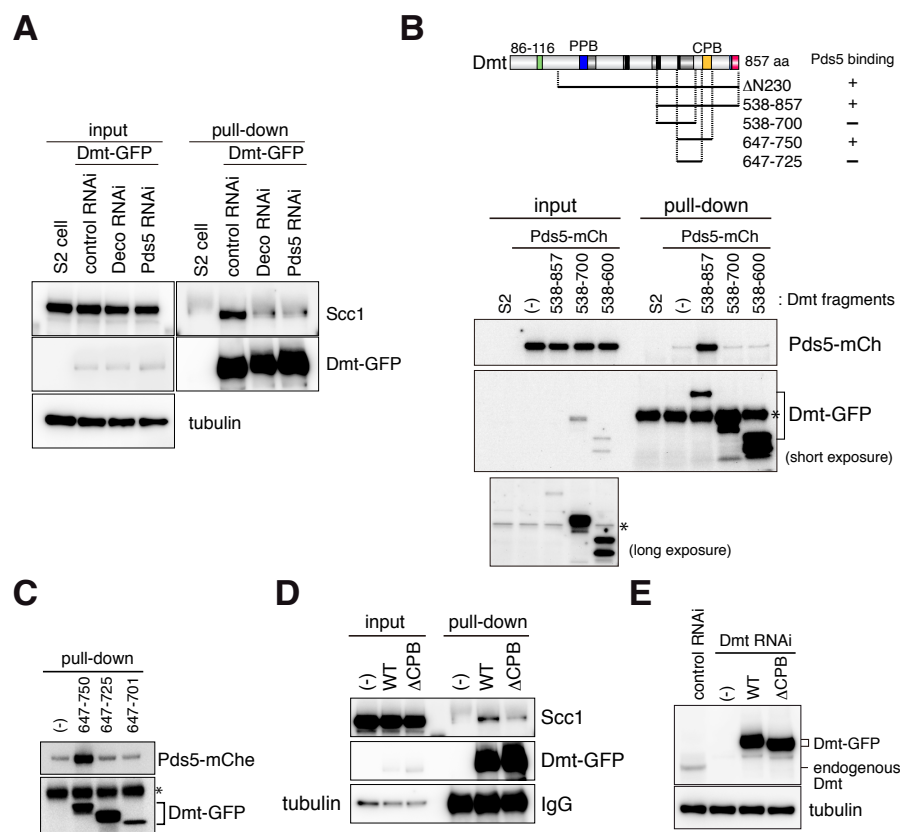 A
input
pull-down
Dmt-GFP
Dmt-GFP
S2 cell
control RNAi
Deco RNAi
Pds5 RNAi
S2 cell
control RNAi
Deco RNAi
Pds5 RNAi
Scc1
Dmt-GFP
tubulin
B
86-116
PPB
CPB
Dmt
857 aa
Pds5 binding
ΔN230
+
538-857
+
538-700
–
647-750
+
647-725
–
input
pull-down
Pds5-mCh
Pds5-mCh
S2
(-)
538-857
538-700
538-600
S2
(-)
538-857
538-700
538-600
: Dmt fragments
Pds5-mCh
*
Dmt-GFP
(short exposure)
*
(long exposure)
C
pull-down
(-)
647-750
647-725
647-701
Pds5-mChe
*
Dmt-GFP
D
input
pull-down
(-)
WT
ΔCPB
(-)
WT
ΔCPB
Scc1
Dmt-GFP
tubulin
IgG
E
control RNAi
Dmt RNAi
(-)
WT
ΔCPB
Dmt-GFP
endogenous
Dmt
tubulin